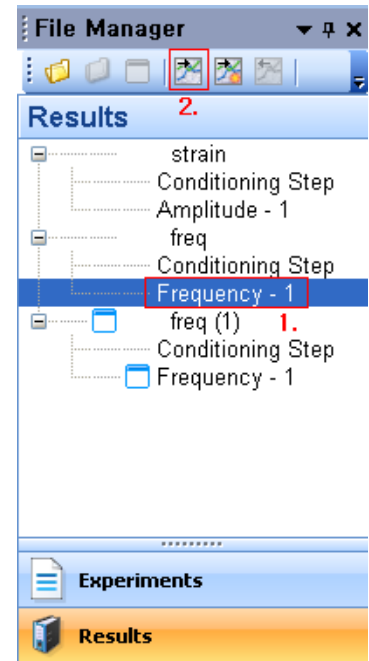 File Manager
2.
Results
strain
Conditioning Step
Amplitude - 1
freq
Conditioning Step
Frequency - 1
freq (1) 1.
Conditioning Step
Frequency - 1
Experiments
Results